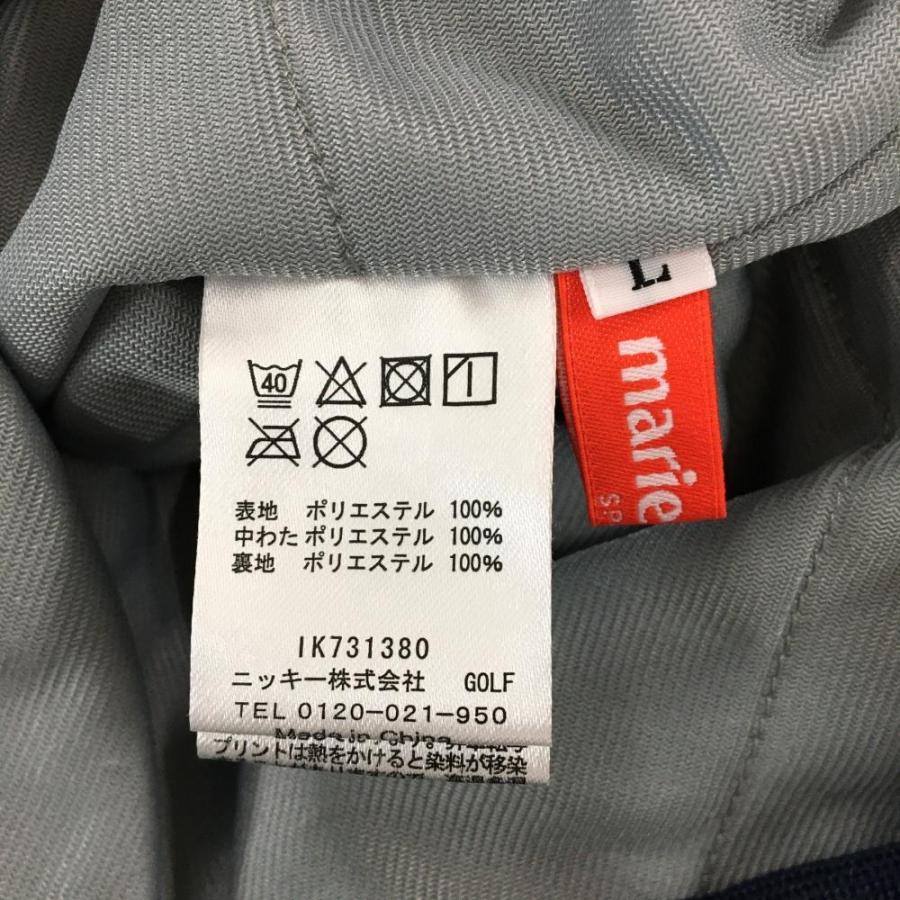 40
表地 ポリエステル 100%
中わた ポリエステル 100%
裏地 ポリエステル 100%
IK731380
ニッキー株式会社 GOLF
TEL 0120-021-950
Made in China
プリントは熱をかけると染料が移染
L
marie